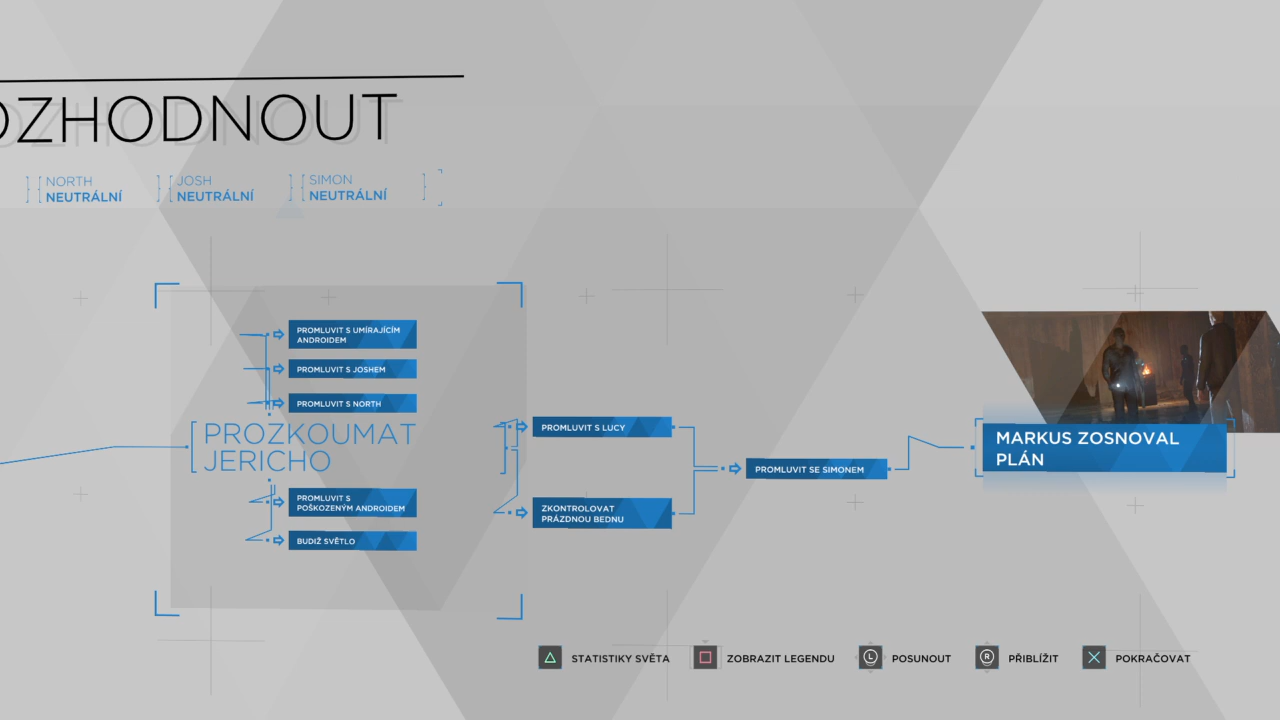 OZHODNOUT
NORTH
NEUTRÁLNÍ
JOSH
NEUTRÁLNÍ
SIMON
NEUTRÁLNÍ
PROMLUVIT S UMÍRAJÍCÍM
ANDROIDEM
PROMLUVIT S JOSHEM
PROMLUVIT S NORTH
PROZKOUMAT
JERICHO
PROMLUVIT S
POŠKOZENÝM ANDROIDEM
BUDIŽ SVĚTLO
PROMLUVIT S LUCY
ZKONTROLOVAT
PRÁZDNOU BEDNU
PROMLUVIT SE SIMONEM
MARKUS ZOSNOVAL
PLÁN
STATISTIKY SVĚTA
ZOBRAZIT LEGENDU
L POSUNOUT
R PŘIBLÍŽIT
POKRAČOVAT